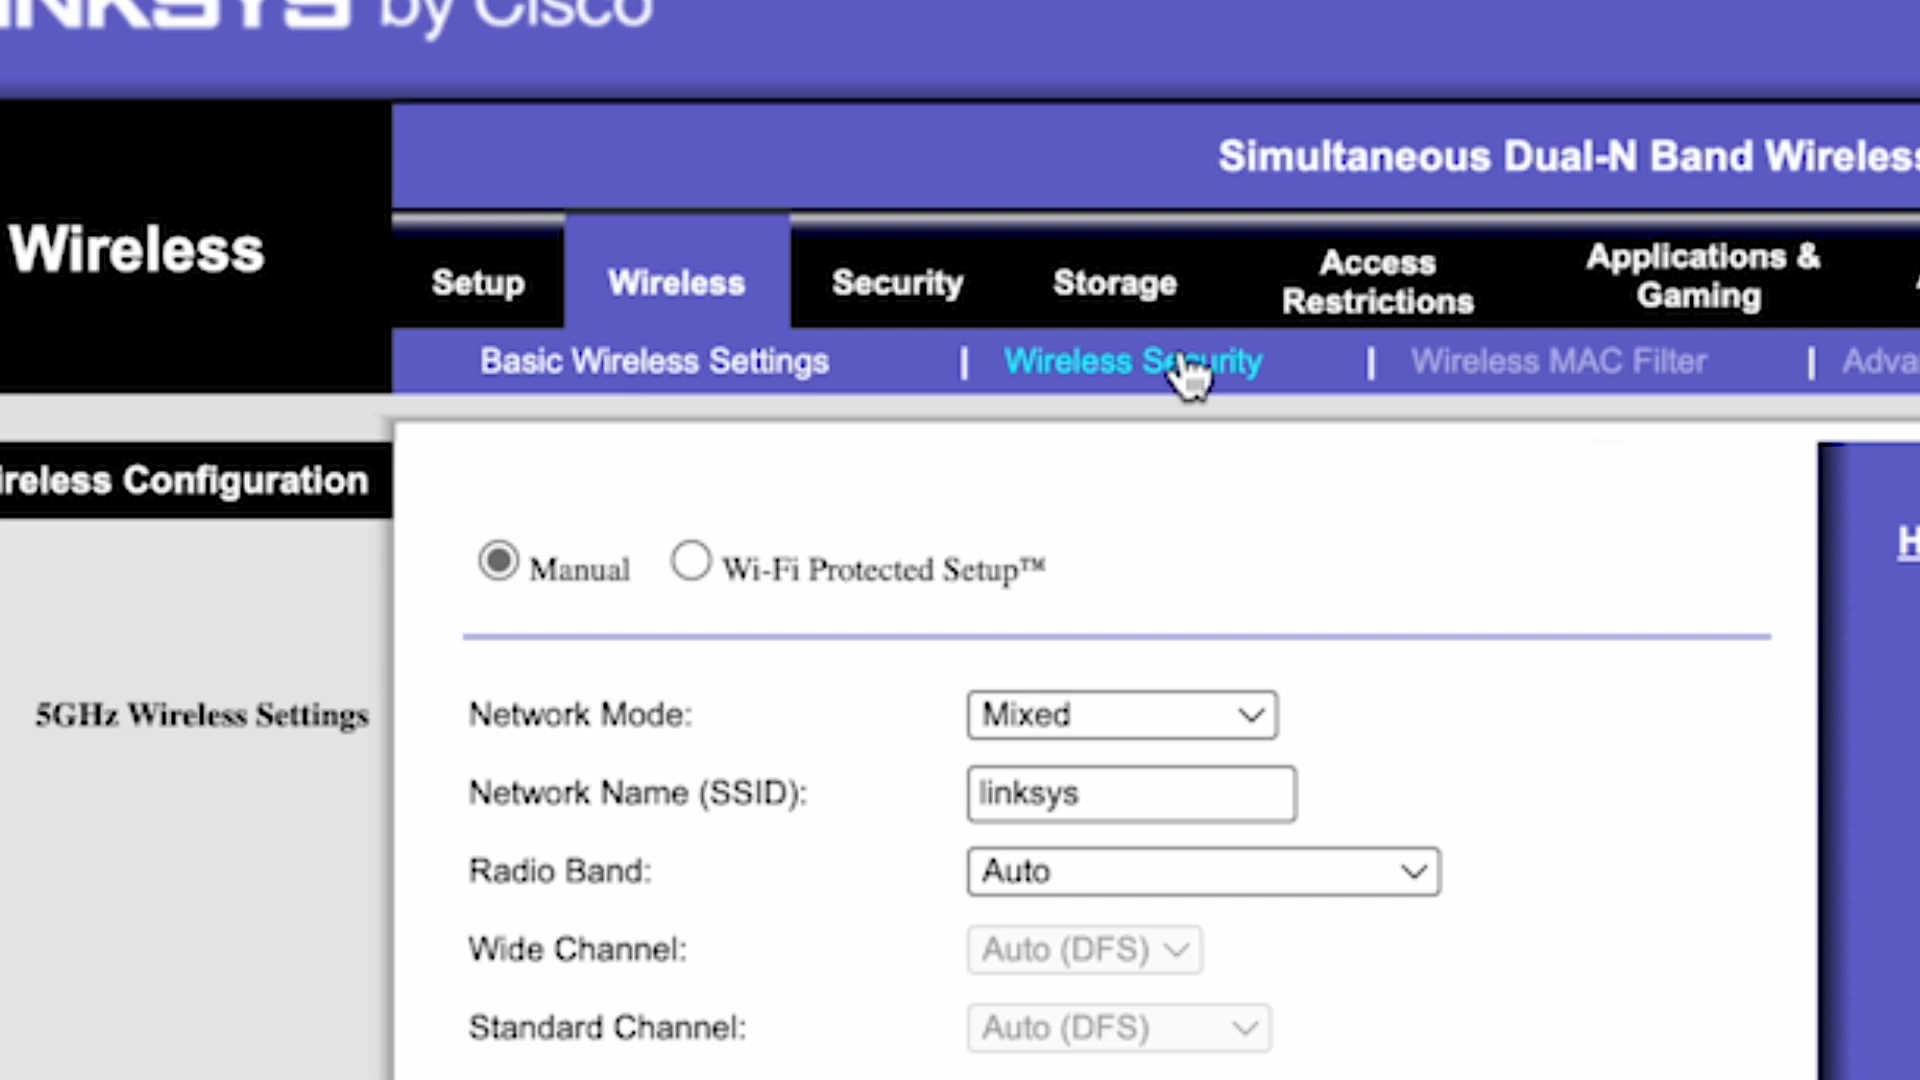 LINKSYS by Cisco
Simultaneous Dual-N Band Wireless
Wireless
Setup
Wireless
Security
Storage
Access Restrictions
Applications & Gaming
Basic Wireless Settings | Wireless Security | Wireless MAC Filter |
ireless Configuration
Manual
Wi-Fi Protected Setup™
5GHz Wireless Settings
Network Mode: Mixed
Network Name (SSID): linksys
Radio Band: Auto
Wide Channel: Auto (DFS)
Standard Channel: Auto (DFS)